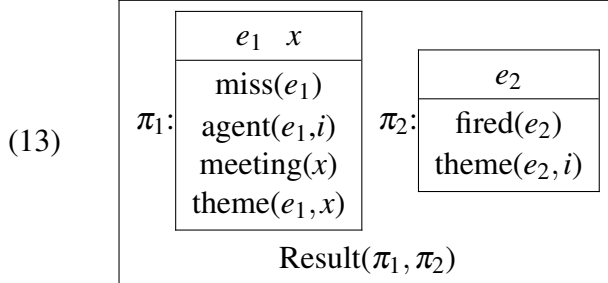 e₁ x
miss(e₁)
agent(e₁,i)
meeting(x)
theme(e₁,x)
(13)
π₁:
π₂:
e₂
fired(e₂)
theme(e₂,i)
Result(π₁,π₂)